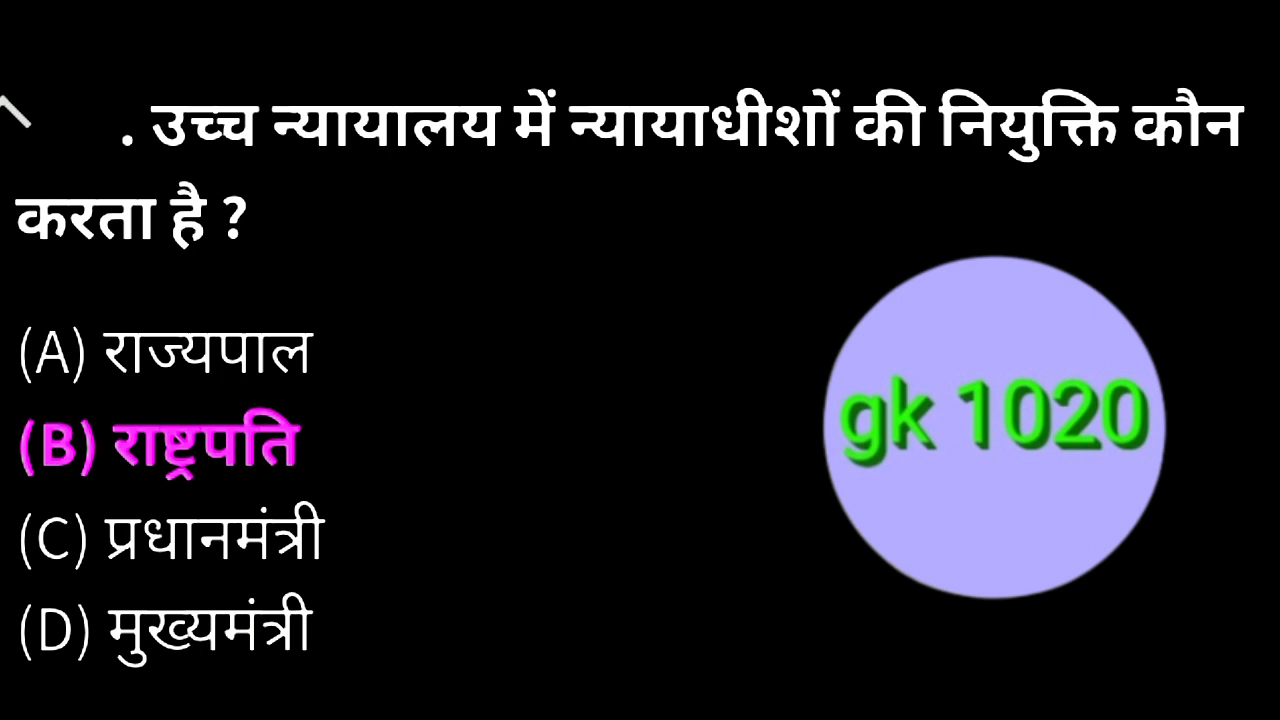 . उच्च न्यायालय में न्यायाधीशों की नियुक्ति कौन
करता है ?
(A) राज्यपाल
(B) राष्ट्रपति
(C) प्रधानमंत्री
(D) मुख्यमंत्री
gk 1020